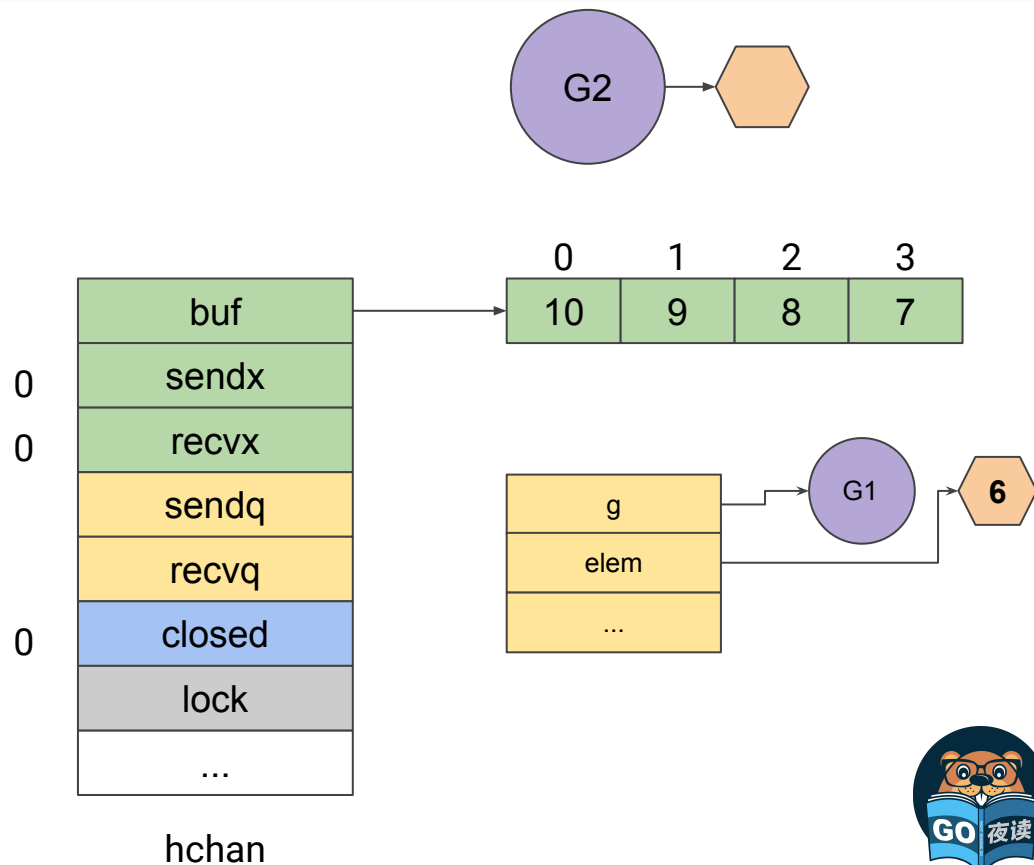 G2
0 1 2 3
buf
10 9 8 7
0 sendx
0 recvx
sendq
recvq
0 closed
lock
...
hchan
g
G1
6
elem
...
GO 夜读